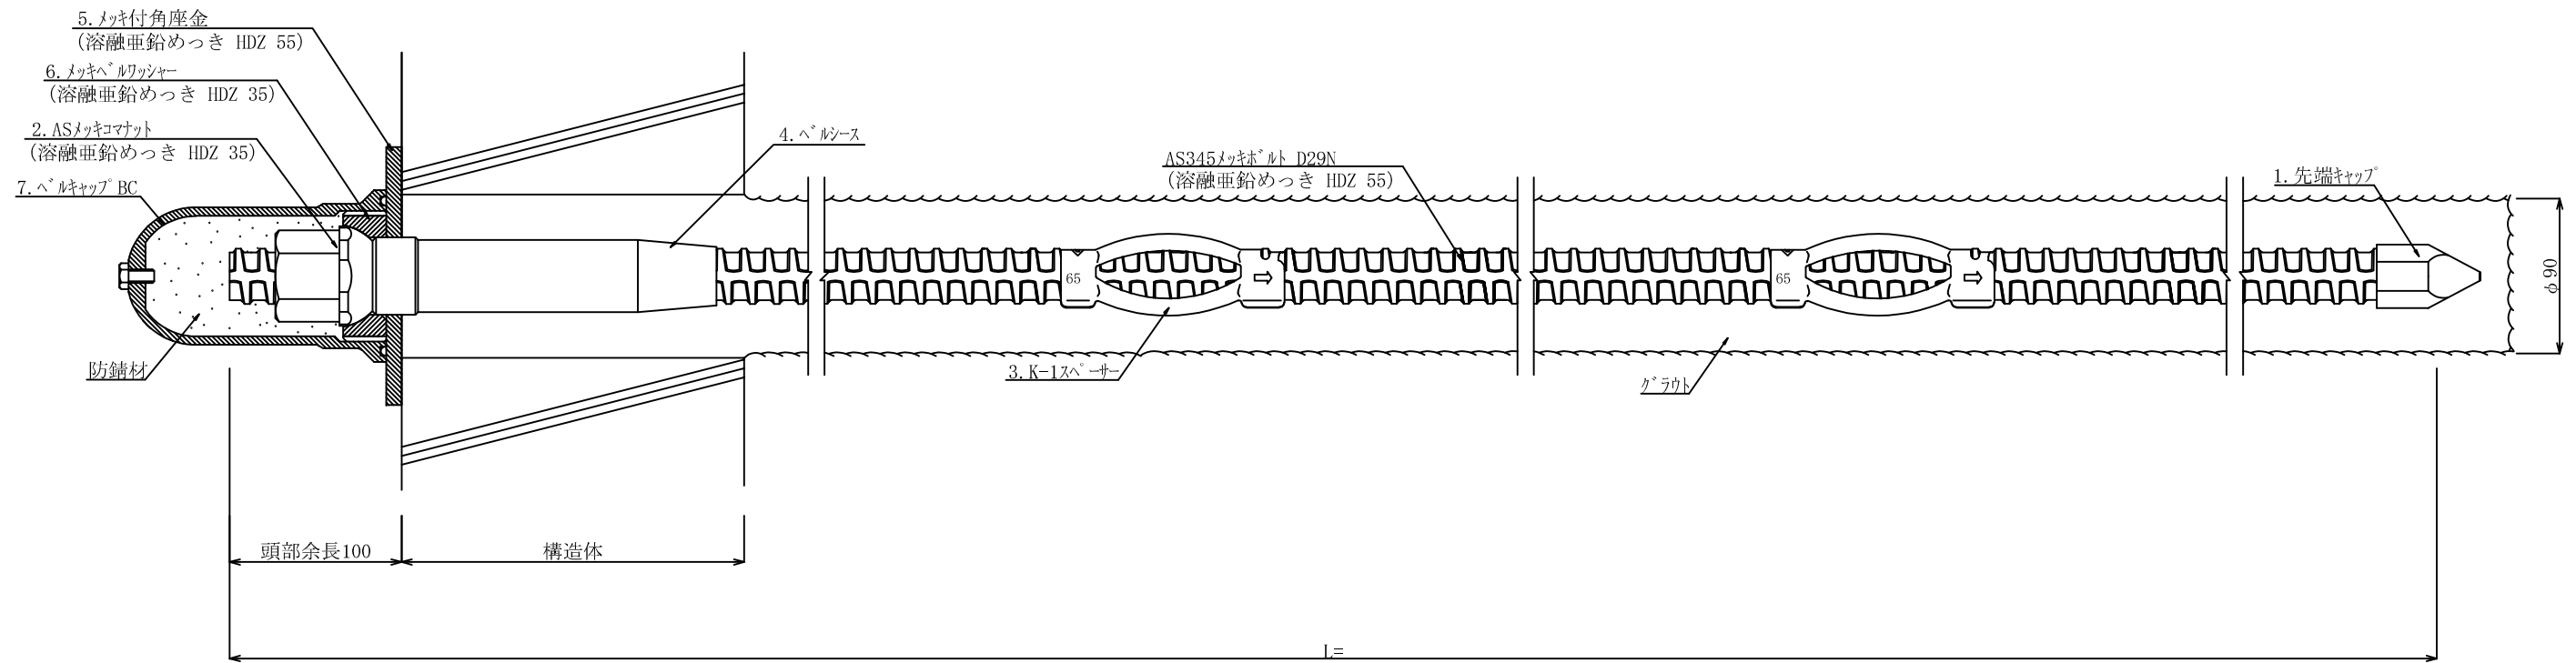 5.ﾒｯｷ付角座金
(溶融亜鉛めっき HDZ 55)
6.ﾒｯｷﾍﾞﾙﾜｯｼｬｰ
(溶融亜鉛めっき HDZ 35)
2.ASﾒｯｷｺﾏﾅｯﾄ
(溶融亜鉛めっき HDZ 35)
7.ﾍﾞﾙｷｬｯﾌﾟBC
防錆材
4.ﾍﾞﾙｼｰｽ
AS345ﾒｯｷﾎﾞﾙﾄ D29N
(溶融亜鉛めっき HDZ 55)
1.先端ｷｬｯﾌﾟ
65
65
φ90
3.K-1ｽﾍﾟｰｻｰ
ｸﾞﾗｳﾄ
頭部余長100
構造体
L=